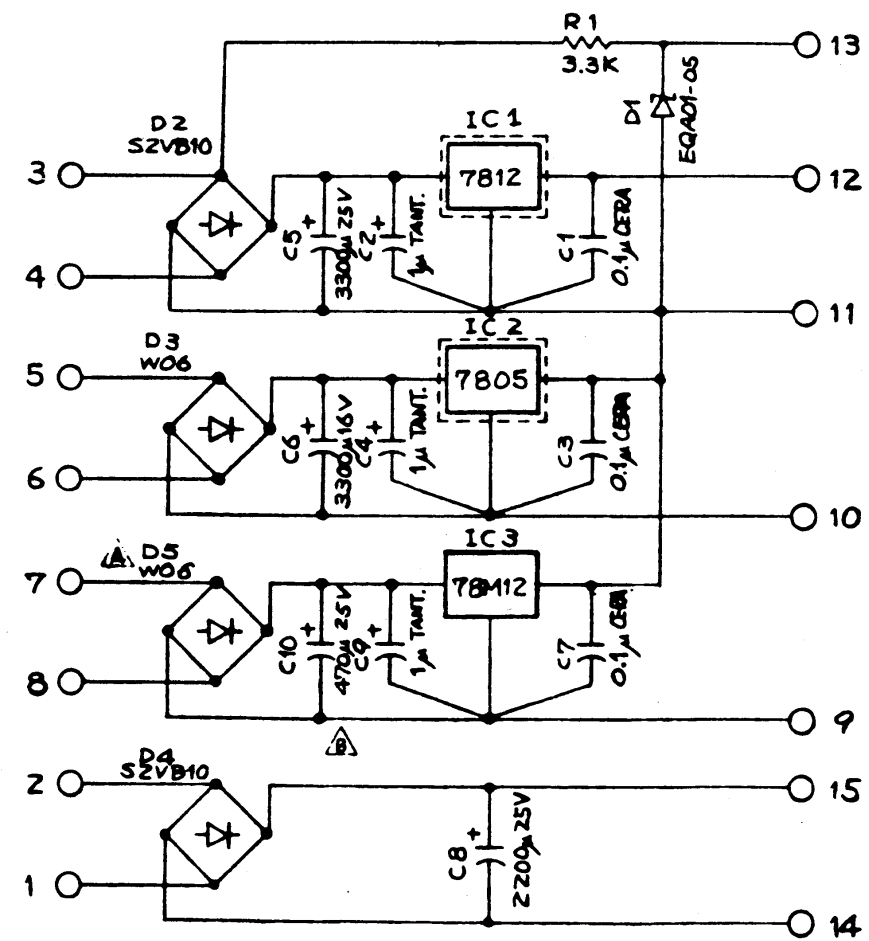 R1
13
3.3K
D1
EQA01-05
D2
S2VB10
IC1
3
7812
12
C5 + 3300μ 25V
C2 + 1μ TANT.
C1 0.1μ CERA
4
11
IC2
D3
W06
5
7805
C6 + 3300μ 16V
C4 + 1μ TANT.
C3 0.1μ CERA
6
10
IC3
A D5
W06
7
78M12
C10 + 470μ 25V
C9 + 1μ TANT.
C7 0.1μ CERA
8
9
B
D4
S2VB10
2
15
C8 + 2200μ 25V
1
14